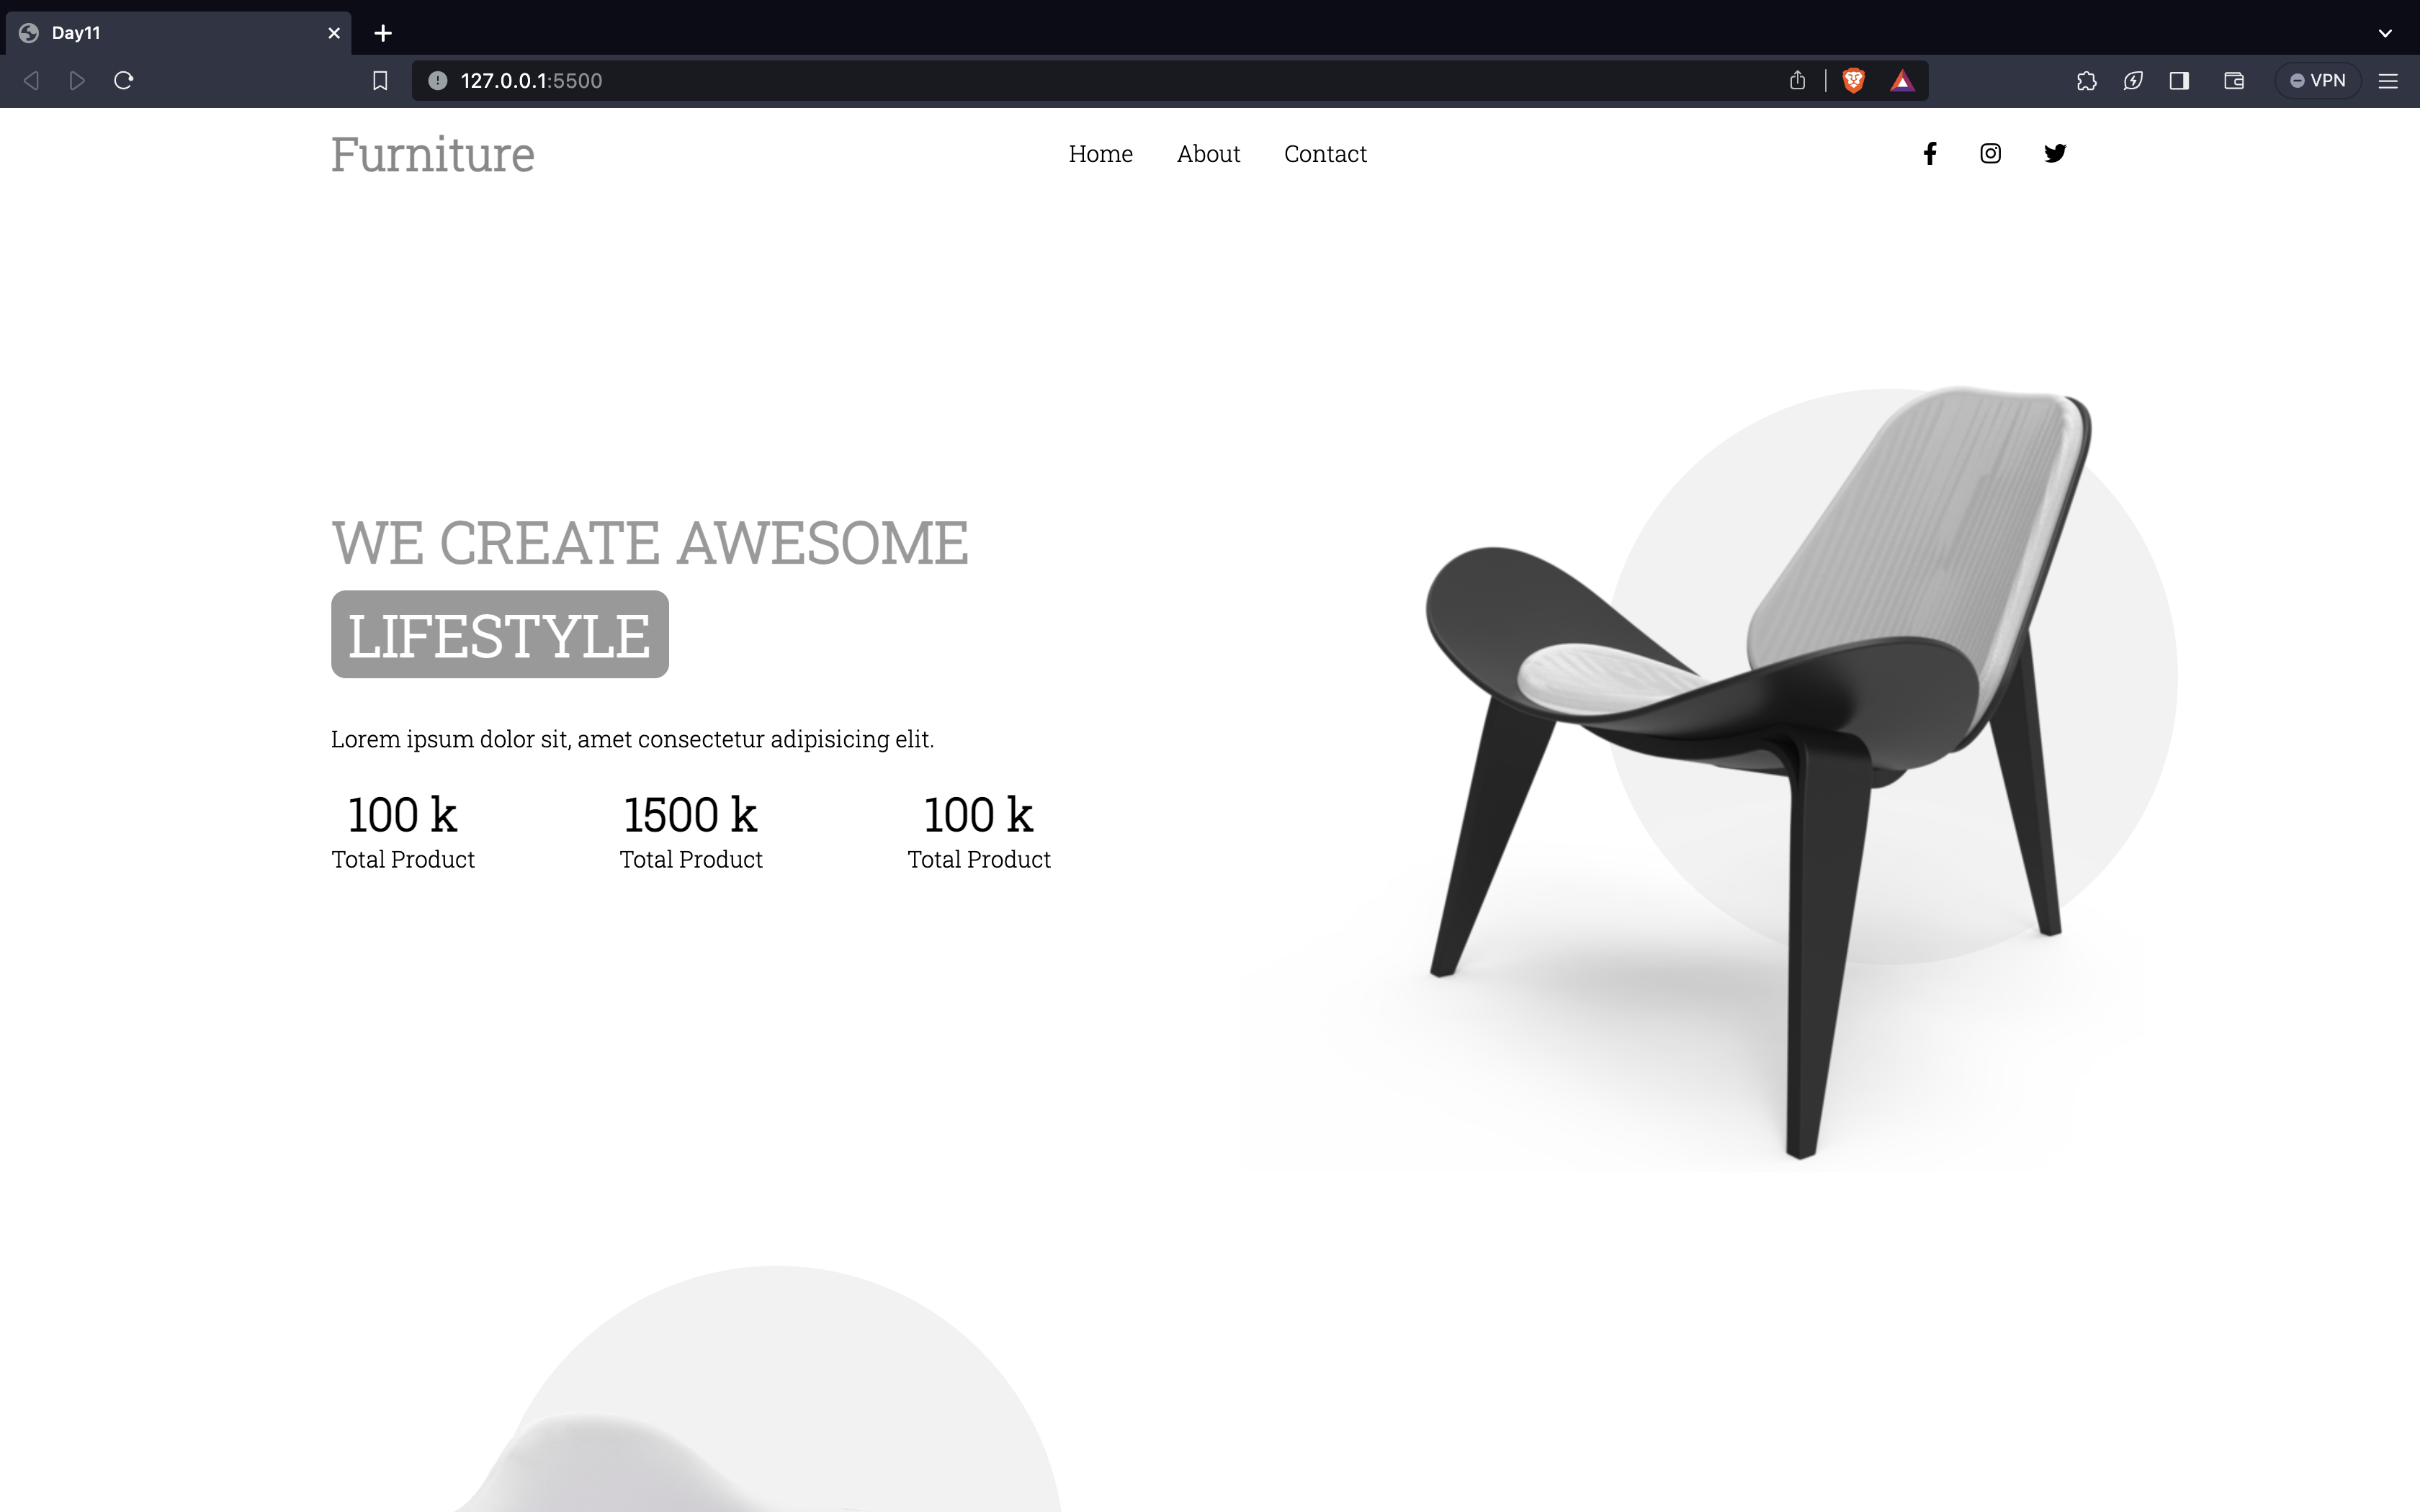 Day11
127.0.0.1:5500
VPN
Furniture
Home About Contact
WE CREATE AWESOME
LIFESTYLE
Lorem ipsum dolor sit, amet consectetur adipisicing elit.
100 k 1500 k 100 k
Total Product Total Product Total Product